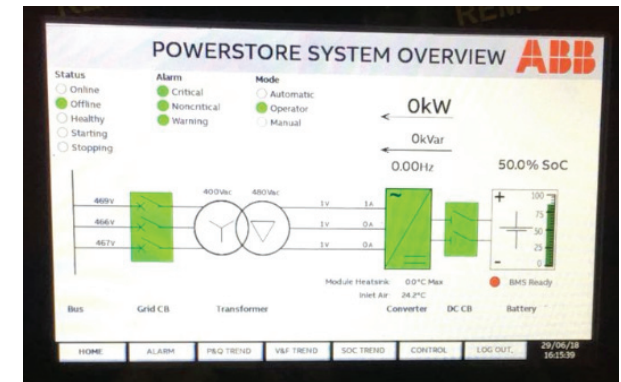 REMO
POWERSTORE SYSTEM OVERVIEW
ABB
Status
Online
Offline
Healthy
Starting
Stopping
Alarm
Critical
Noncritical
Warning
Mode
Automatic
Operator
Manual
0kW
0kVar
0.00Hz
50.0% SoC
469V
466V
467V
400Vac
480Vac
1V 1A
1V 0A
1V 0A
~
+
-
100
75
50
25
0
Module Heatsink 0.0°C Max
Inlet Air 24.2°C
BMS Ready
Bus
Grid CB
Transformer
Converter
DC CB
Battery
HOME
ALARM
P&Q TREND
V&F TREND
SOC TREND
CONTROL
LOG OUT.
29/06/18
16:15:39